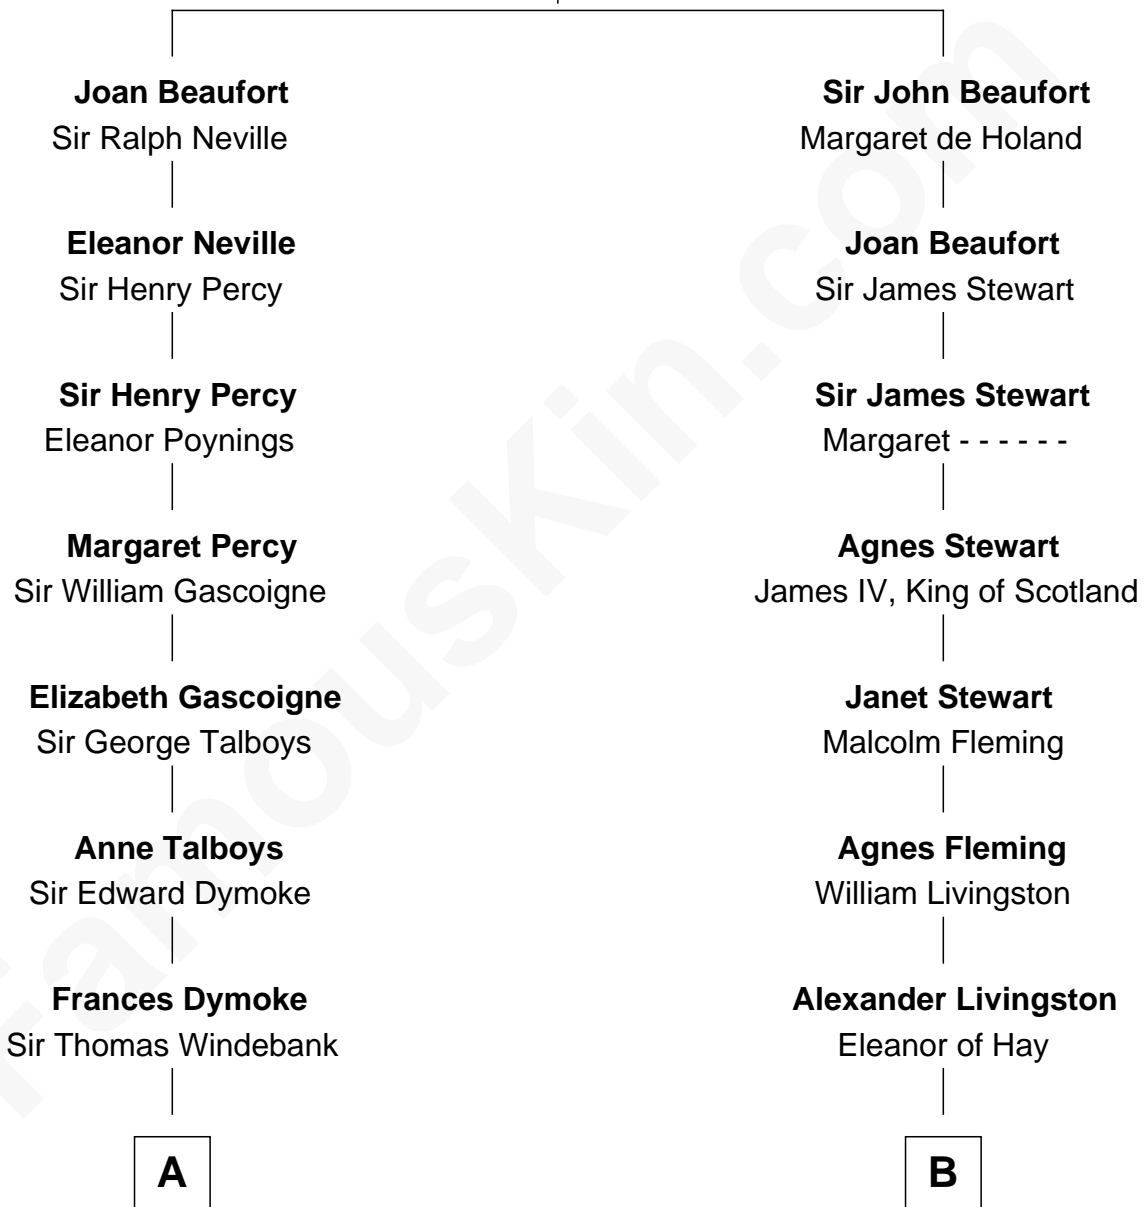 Joan Beaufort
Sir Ralph Neville
Eleanor Neville
Sir Henry Percy
Sir Henry Percy
Eleanor Poynings
Margaret Percy
Sir William Gascoigne
Elizabeth Gascoigne
Sir George Talboys
Anne Talboys
Sir Edward Dymoke
Frances Dymoke
Sir Thomas Windebank
A
Sir John Beaufort
Margaret de Holand
Joan Beaufort
Sir James Stewart
Sir James Stewart
Margaret - - - - - -
Agnes Stewart
James IV, King of Scotland
Janet Stewart
Malcolm Fleming
Agnes Fleming
William Livingston
Alexander Livingston
Eleanor of Hay
B
FamousKin.com